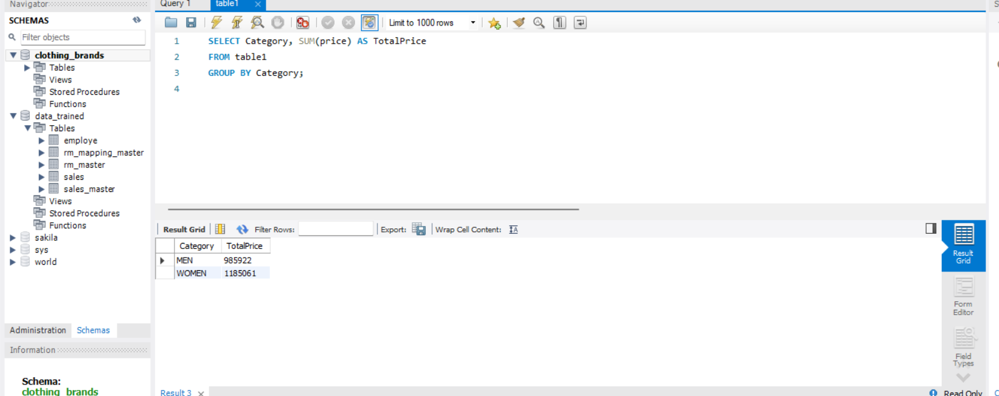 Navigator
SCHEMAS
Filter objects
clothing_brands
Tables
Views
Stored Procedures
Functions
data_trained
Tables
employe
rm_mapping_master
rm_master
sales
sales_master
Views
Stored Procedures
Functions
sakila
sys
world
Administration Schemas
Information
Schema:
clothing_brands
Query 1 table1
Limit to 1000 rows
1 SELECT Category, SUM(price) AS TotalPrice
2 FROM table1
3 GROUP BY Category;
4
Result Grid Filter Rows: Export: Wrap Cell Content:
Category TotalPrice
MEN 985922
WOMEN 1185061
Result
Grid
Form
Editor
Field
Types
Result 3 Read Only